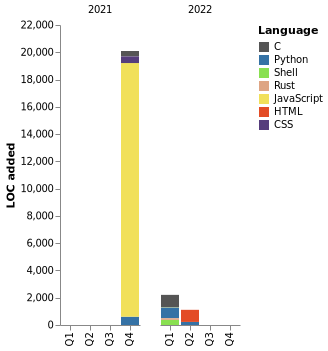 2021 2022
Language
C
Python
Shell
Rust
JavaScript
HTML
CSS
LOC added
22,000
20,000
18,000
16,000
14,000
12,000
10,000
8,000
6,000
4,000
2,000
0
Q1 Q2 Q3 Q4 Q1 Q2 Q3 Q4